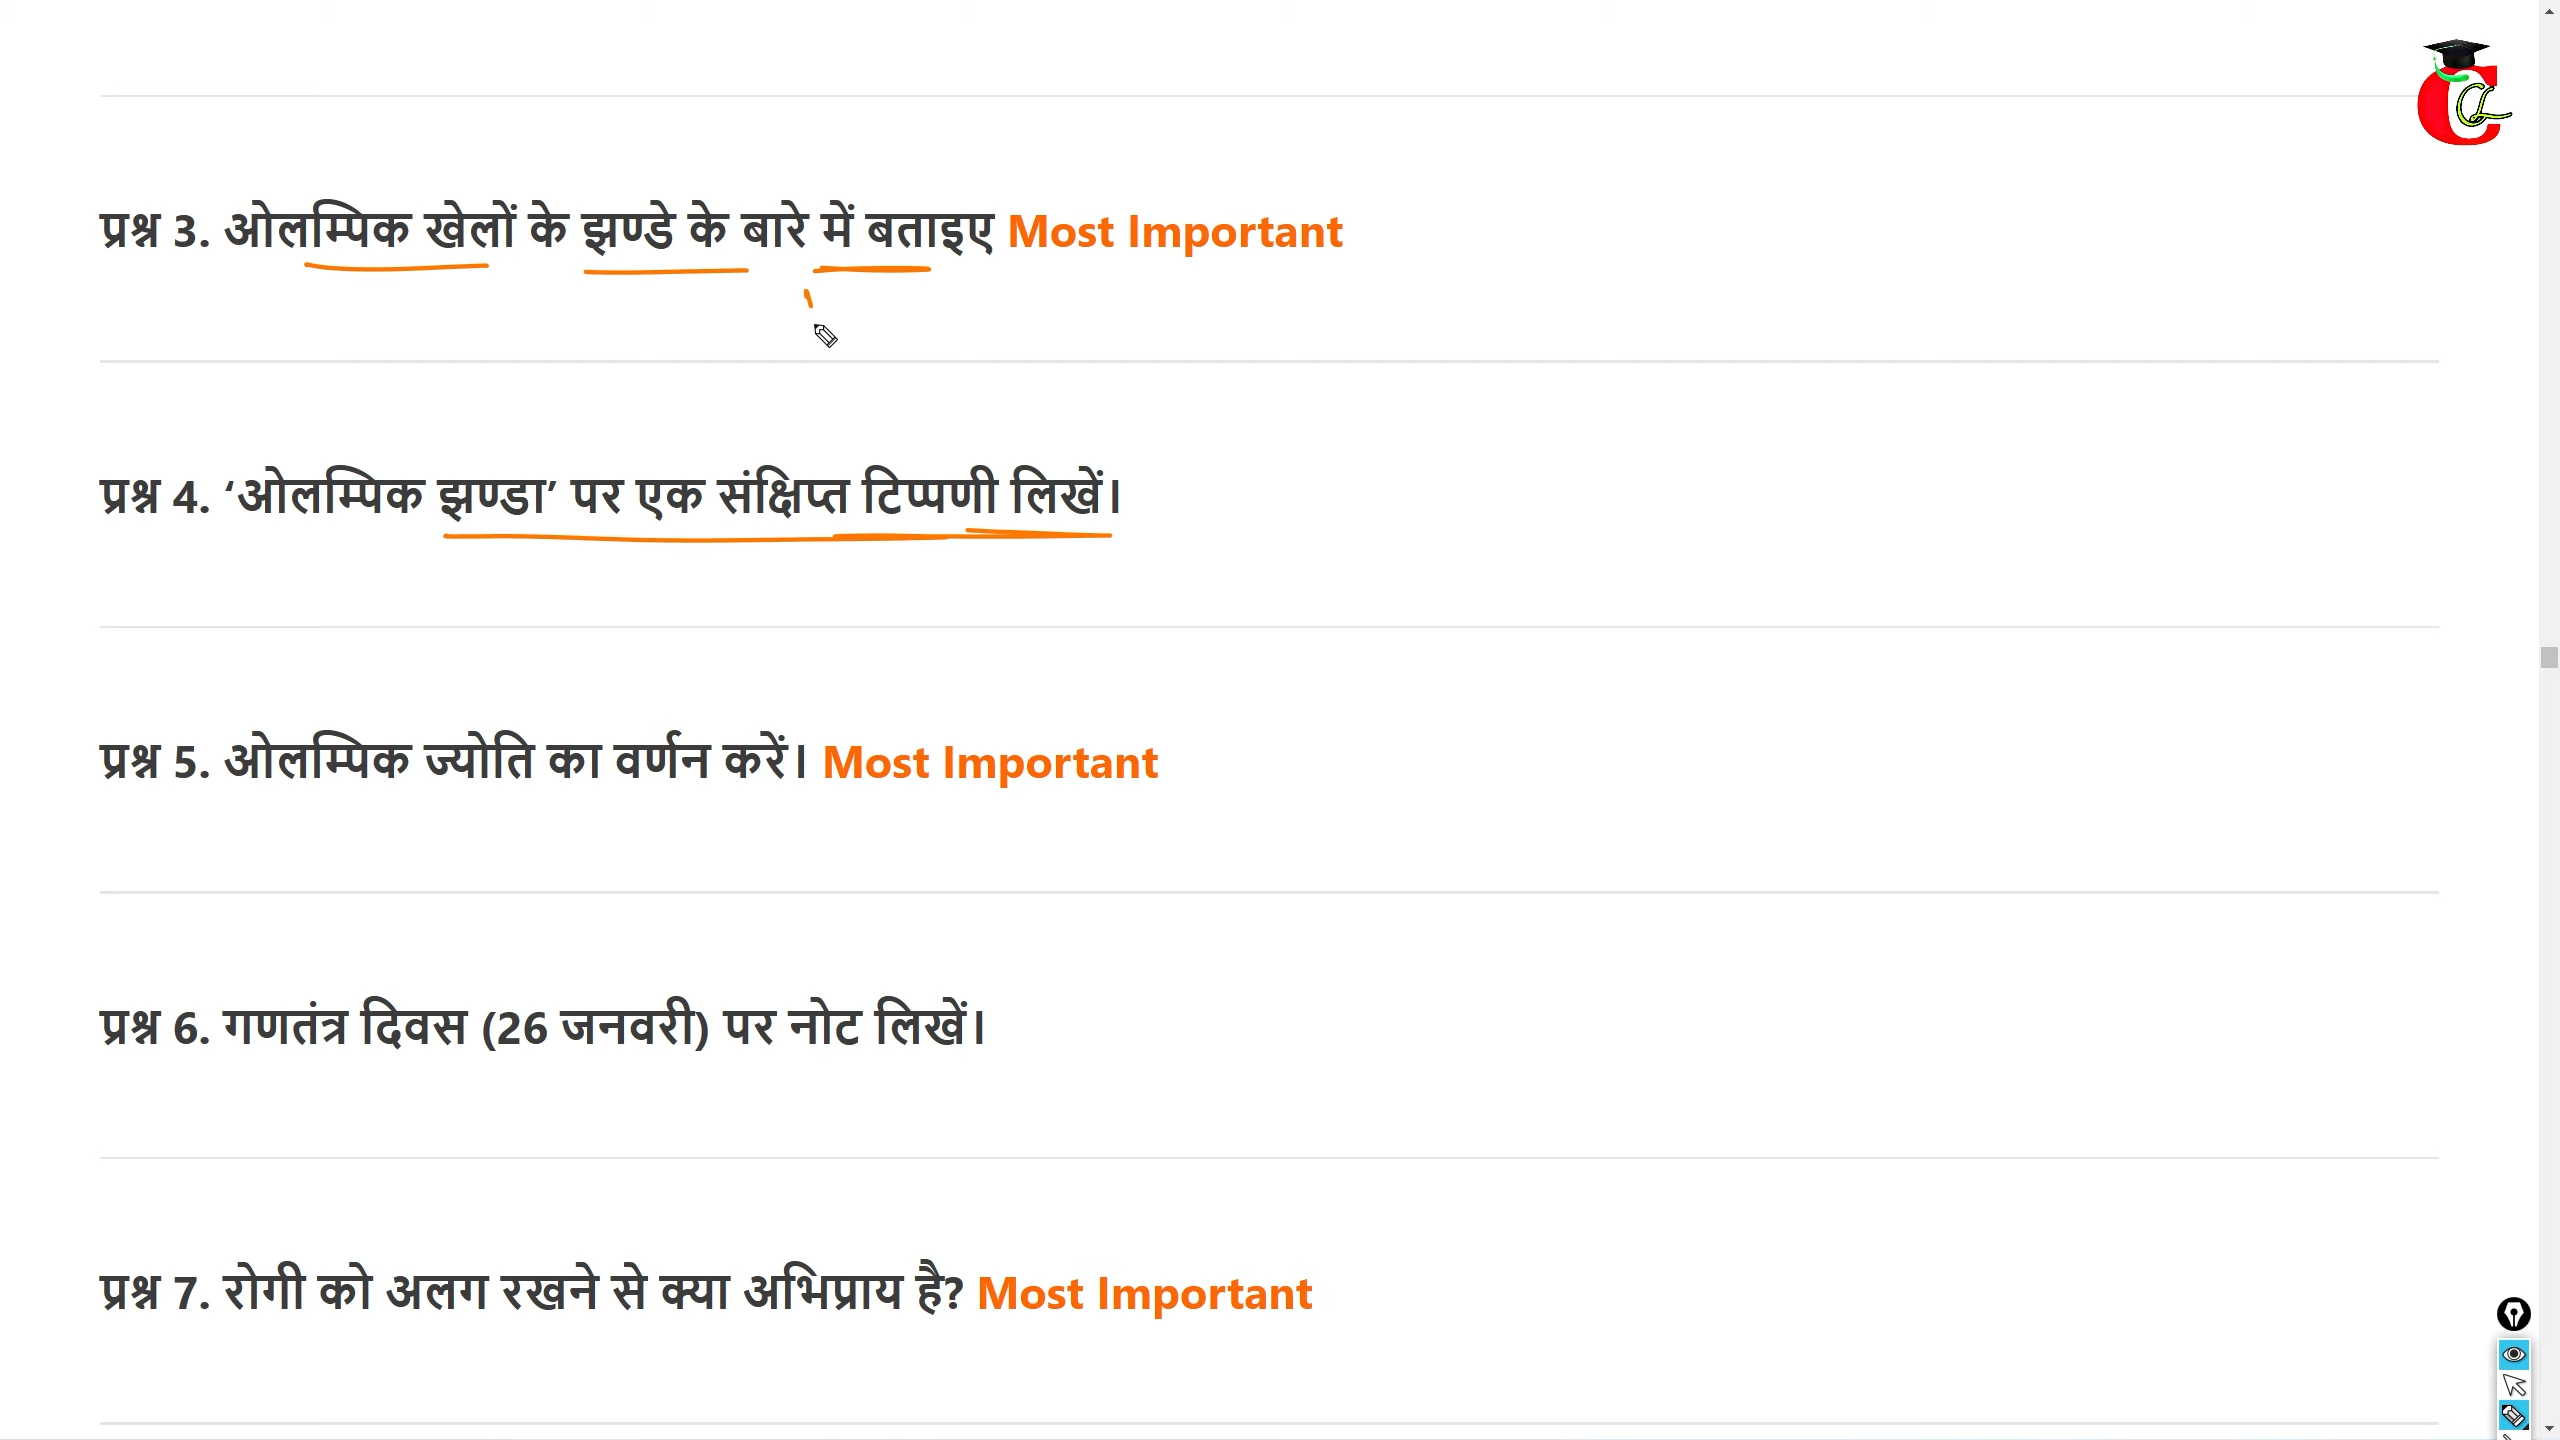 प्रश्न 3. ओलम्पिक खेलों के झण्डे के बारे में बताइए Most Important
प्रश्न 4. ‘ओलम्पिक झण्डा’ पर एक संक्षिप्त टिप्पणी लिखें।
प्रश्न 5. ओलम्पिक ज्योति का वर्णन करें। Most Important
प्रश्न 6. गणतंत्र दिवस (26 जनवरी) पर नोट लिखें।
प्रश्न 7. रोगी को अलग रखने से क्या अभिप्राय है? Most Important